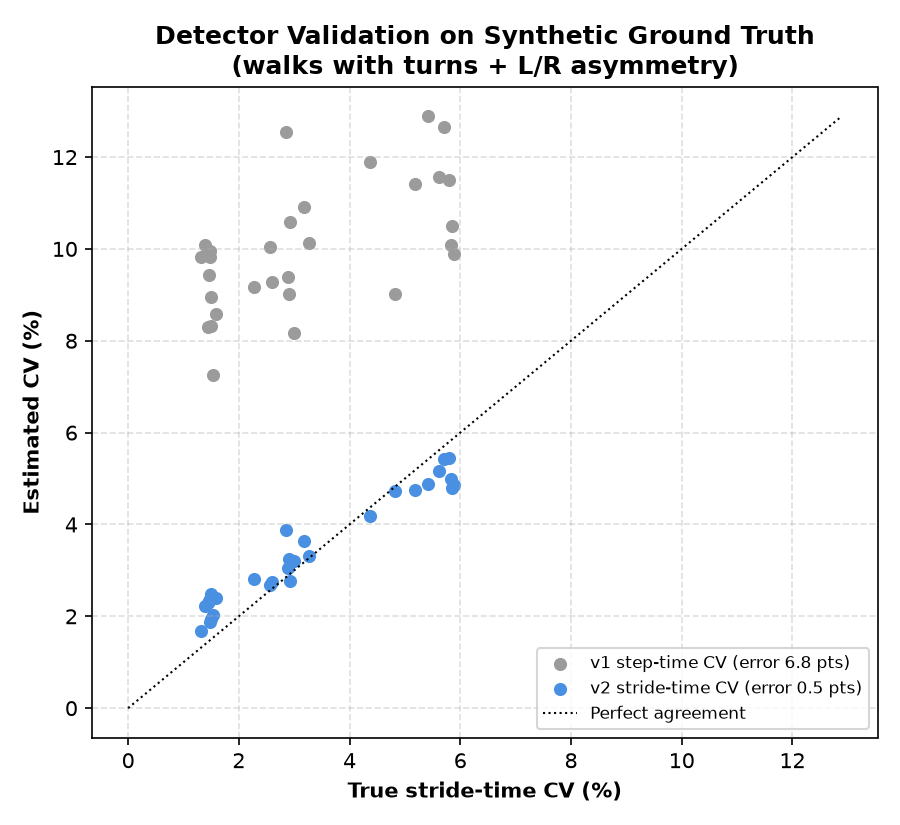 Detector Validation on Synthetic Ground Truth
(walks with turns + L/R asymmetry)
Estimated CV (%)
12
10
8
6
4
2
0
v1 step-time CV (error 6.8 pts)
v2 stride-time CV (error 0.5 pts)
Perfect agreement
0 2 4 6 8 10 12
True stride-time CV (%)